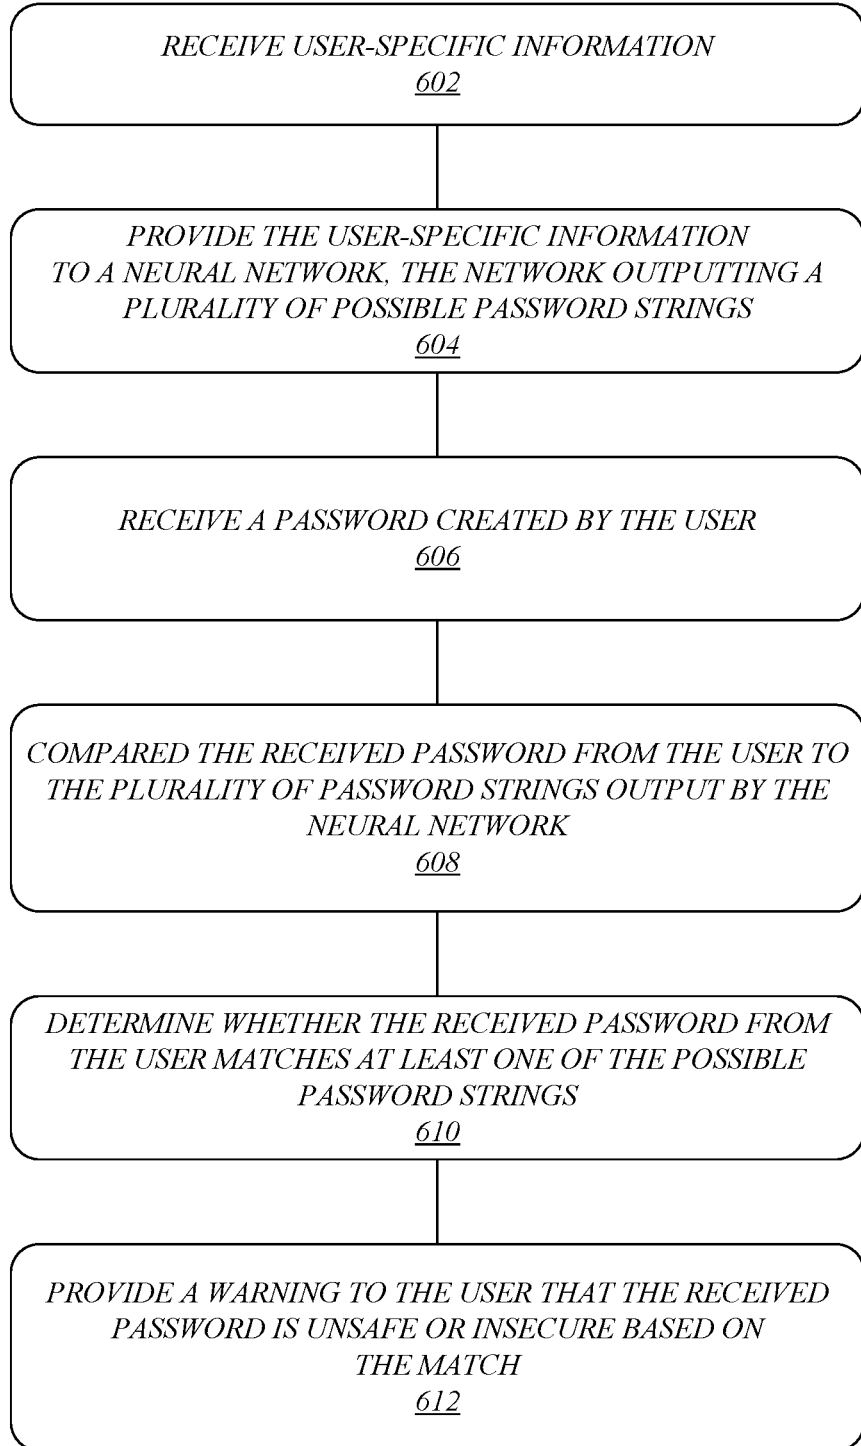 RECEIVE USER-SPECIFIC INFORMATION
602
PROVIDE THE USER-SPECIFIC INFORMATION
TO A NEURAL NETWORK, THE NETWORK OUTPUTTING A
PLURALITY OF POSSIBLE PASSWORD STRINGS
604
RECEIVE A PASSWORD CREATED BY THE USER
606
COMPARED THE RECEIVED PASSWORD FROM THE USER TO
THE PLURALITY OF PASSWORD STRINGS OUTPUT BY THE
NEURAL NETWORK
608
DETERMINE WHETHER THE RECEIVED PASSWORD FROM
THE USER MATCHES AT LEAST ONE OF THE POSSIBLE
PASSWORD STRINGS
610
PROVIDE A WARNING TO THE USER THAT THE RECEIVED
PASSWORD IS UNSAFE OR INSECURE BASED ON
THE MATCH
612